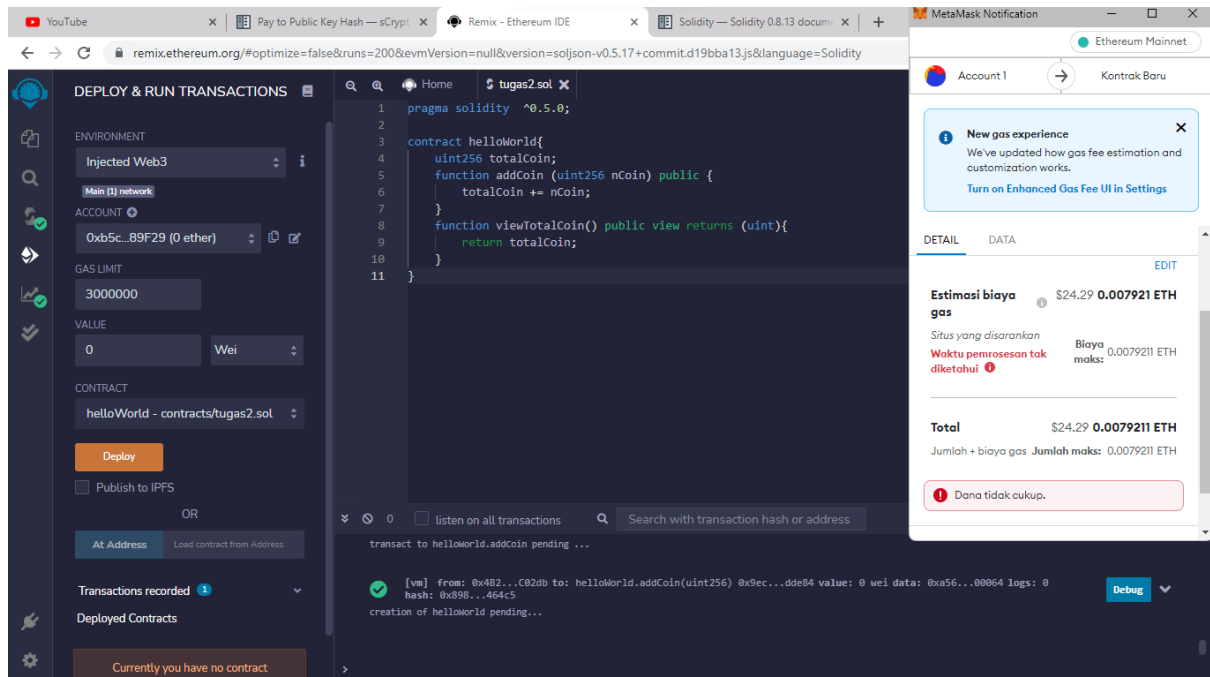 YouTube
Pay to Public Key Hash — sCrypt
Remix - Ethereum IDE
Solidity — Solidity 0.8.13 docume
MetaMask Notification
remix.ethereum.org/#optimize=false&runs=200&evmVersion=null&version=soljson-v0.5.17+commit.d19bba13.js&language=Solidity
DEPLOY & RUN TRANSACTIONS
ENVIRONMENT
Injected Web3
i
Main (1) network
ACCOUNT
0xb5c...89F29 (0 ether)
GAS LIMIT
3000000
VALUE
0
Wei
CONTRACT
helloWorld - contracts/tugas2.sol
Deploy
Publish to IPFS
OR
At Address
Load contract from Address
Transactions recorded 1
Deployed Contracts
Currently you have no contract
Home
tugas2.sol
1 pragma solidity ^0.5.0;
2
3 contract helloWorld{
4 uint256 totalCoin;
5 function addCoin (uint256 nCoin) public {
6 totalCoin += nCoin;
7 }
8 function viewTotalCoin() public view returns (uint){
9 return totalCoin;
10 }
11 }
0
listen on all transactions
Search with transaction hash or address
transact to helloWorld.addCoin pending ...
[vm] from: 0x4B2...C02db to: helloWorld.addCoin(uint256) 0x9ec...dde84 value: 0 wei data: 0xa56...00064 logs: 0
hash: 0x898...464c5
Debug
creation of helloWorld pending...
>
Ethereum Mainnet
Account 1
Kontrak Baru
New gas experience
We've updated how gas fee estimation and
customization works.
Turn on Enhanced Gas Fee UI in Settings
DETAIL
DATA
EDIT
Estimasi biaya
gas
$24.29 0.007921 ETH
Situs yang disarankan
Waktu pemrosesan tak
diketahui
Biaya
maks: 0.0079211 ETH
Total
$24.29 0.0079211 ETH
Jumlah + biaya gas Jumlah maks: 0.0079211 ETH
Dana tidak cukup.